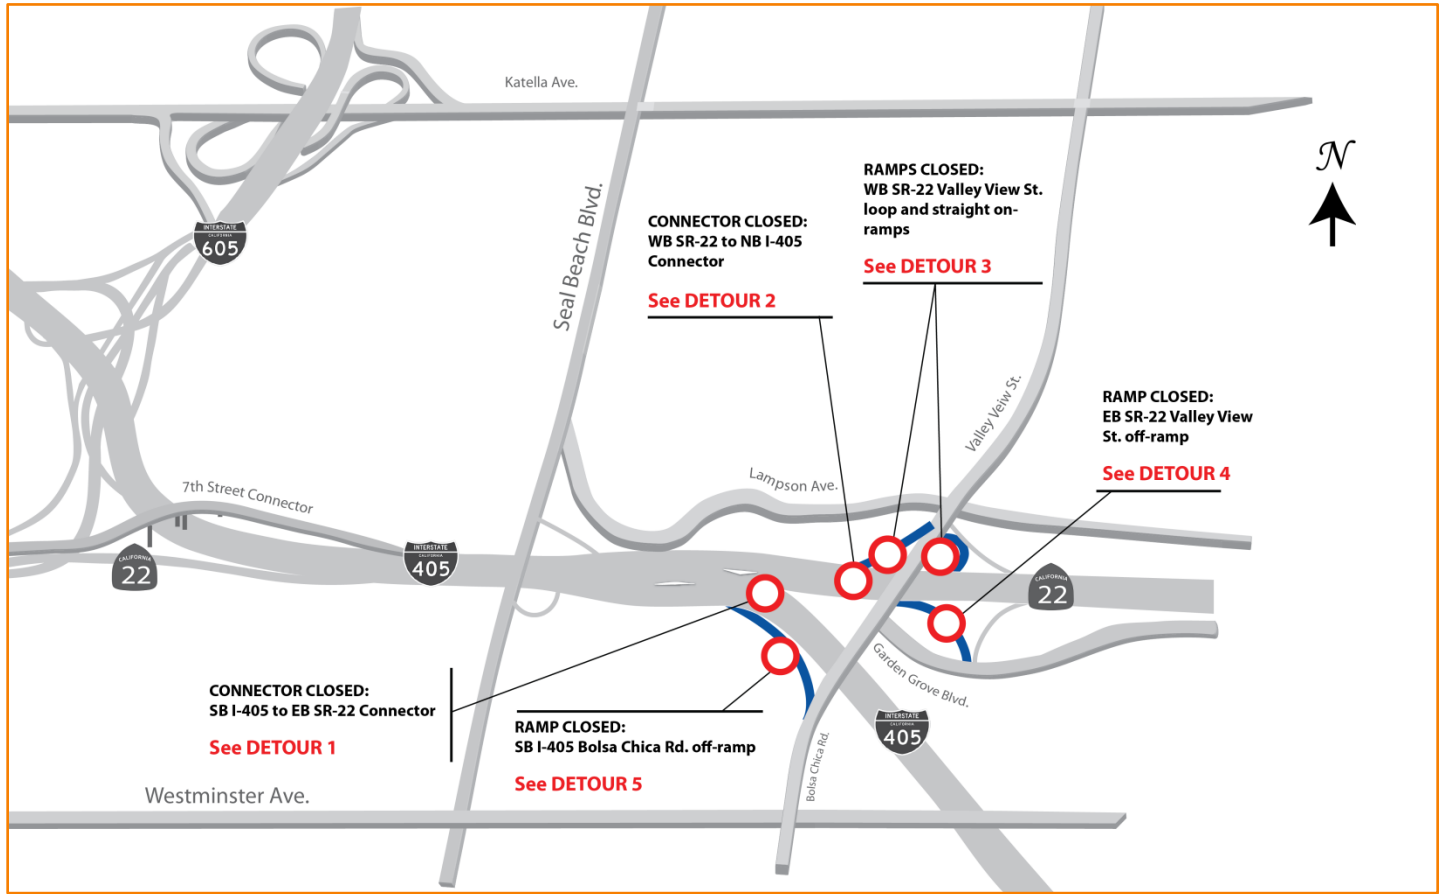 Katella Ave.
N
RAMPS CLOSED:
WB SR-22 Valley View St.
loop and straight on-
ramps
See DETOUR 3
CONNECTOR CLOSED:
WB SR-22 to NB I-405
Connector
See DETOUR 2
INTERSTATE
CALIFORNIA
605
Seal Beach Blvd.
Valley Veiw St.
RAMP CLOSED:
EB SR-22 Valley View
St. off-ramp
See DETOUR 4
Lampson Ave.
7th Street Connector
CALIFORNIA
22
INTERSTATE
CALIFORNIA
405
CALIFORNIA
22
Garden Grove Blvd.
CONNECTOR CLOSED:
SB I-405 to EB SR-22 Connector
See DETOUR 1
RAMP CLOSED:
SB I-405 Bolsa Chica Rd. off-ramp
See DETOUR 5
INTERSTATE
CALIFORNIA
405
Bolsa Chica Rd.
Westminster Ave.